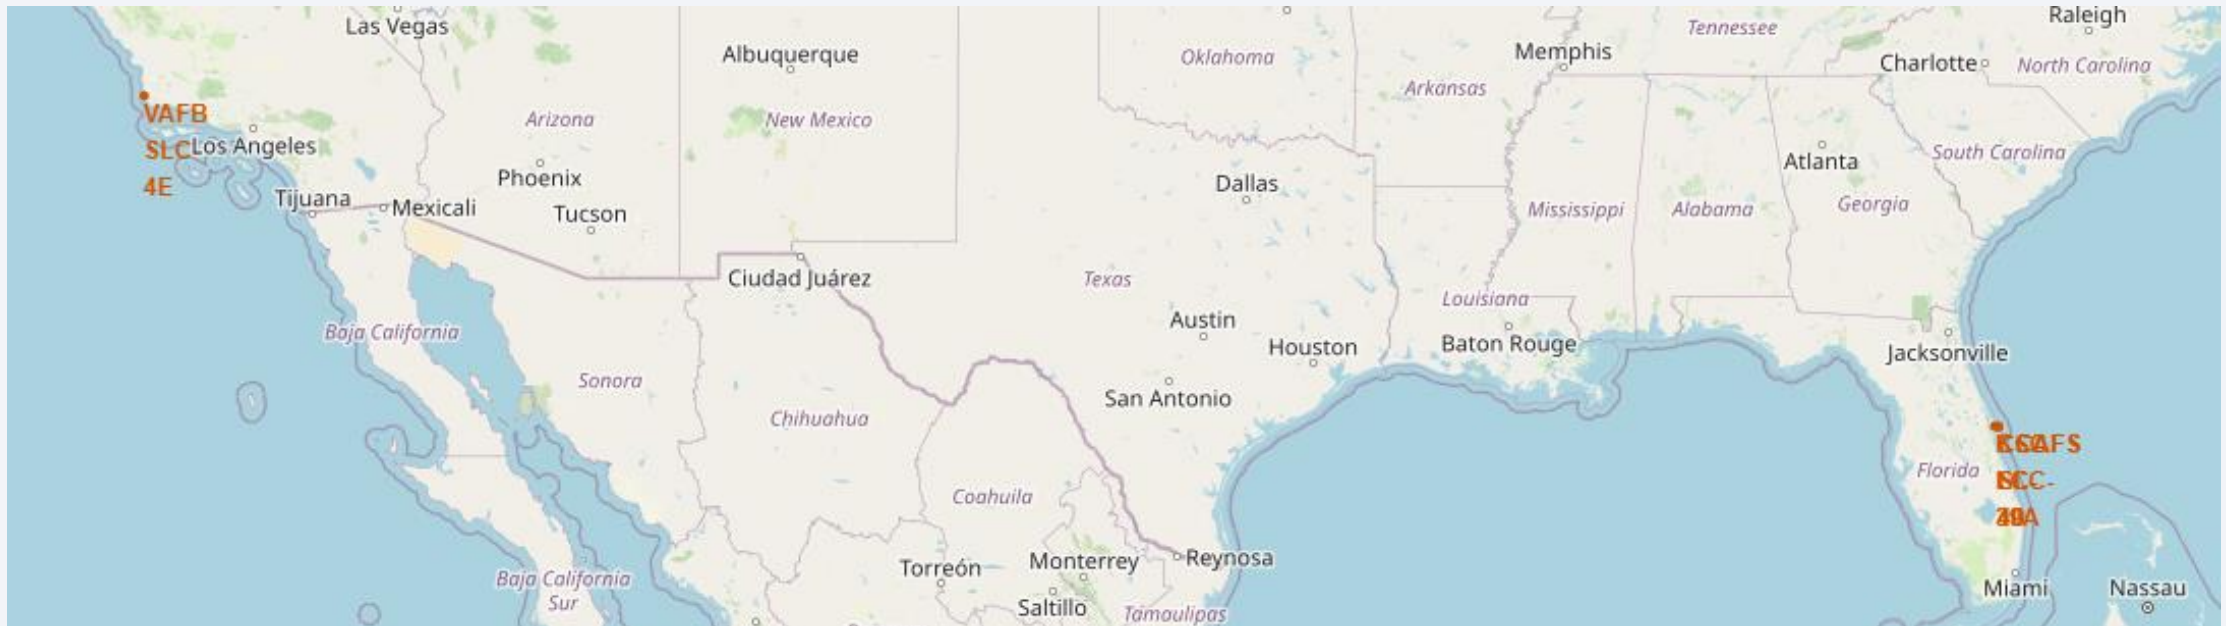 Raleigh
Las Vegas
Tennessee
Memphis
Albuquerque
Oklahoma
Charlotte
North Carolina
Arkansas
VAFB
SLC
4E
Arizona
New Mexico
Los Angeles
South Carolina
Atlanta
Phoenix
Dallas
Tijuana
Mexicali
Tucson
Mississippi
Alabama
Georgia
Ciudad Juárez
Texas
Louisiana
Austin
Baja California
Houston
Baton Rouge
Jacksonville
Sonora
San Antonio
Chihuahua
Florida
Coahuila
Reynosa
Monterrey
Torreón
Baja California
Sur
Miami
Nassau
Saltillo
Tamaulipas